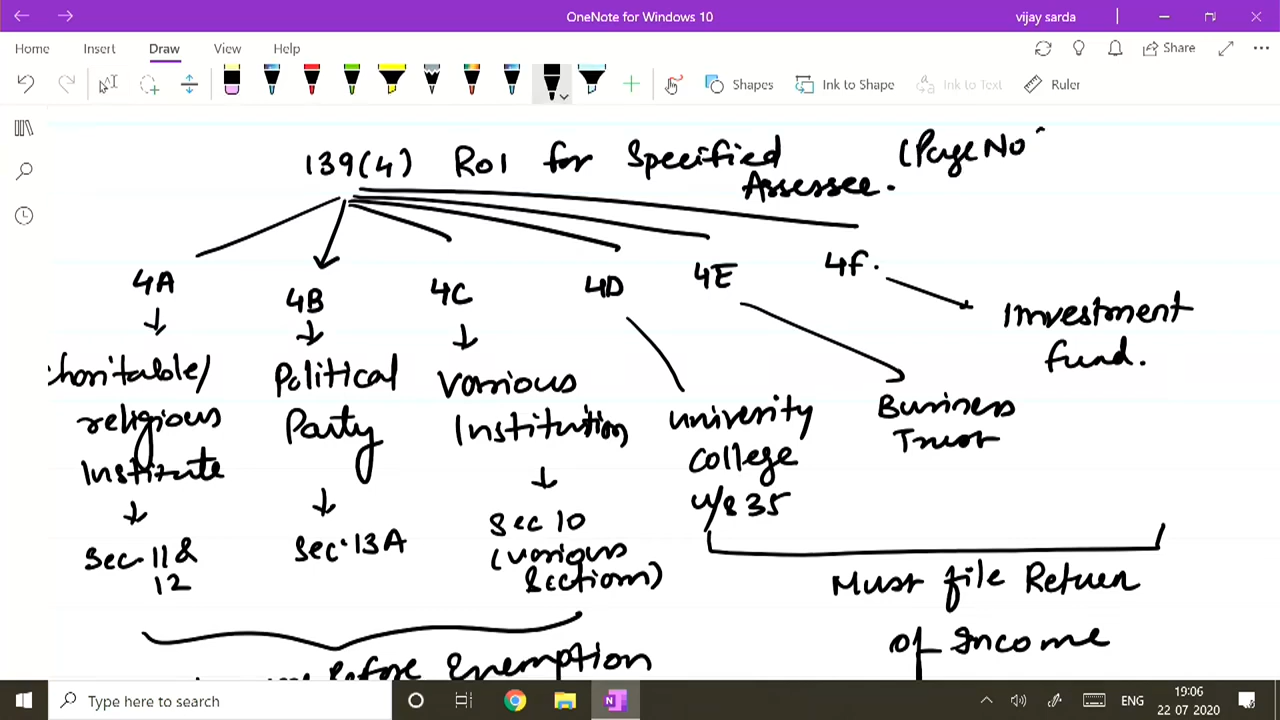 OneNote for Windows 10
vijay sarda
Home Insert Draw View Help
Share
Shapes Ink to Shape Ink to Text Ruler
139(4) ROI for Specified Assessee.
(Page No
4A
4B
4C
4D
4E
4F.
horitable/
religious
Institute
Sec. 11 &
12
Political
Party
Sec. 13A
Various
Institution
Sec 10
(various
sections)
univerity
college
u/s 35
Business
Trust
Investment
fund.
Before Exemption
Must file Return
of Income
Type here to search
ENG
19:06
22-07-2020